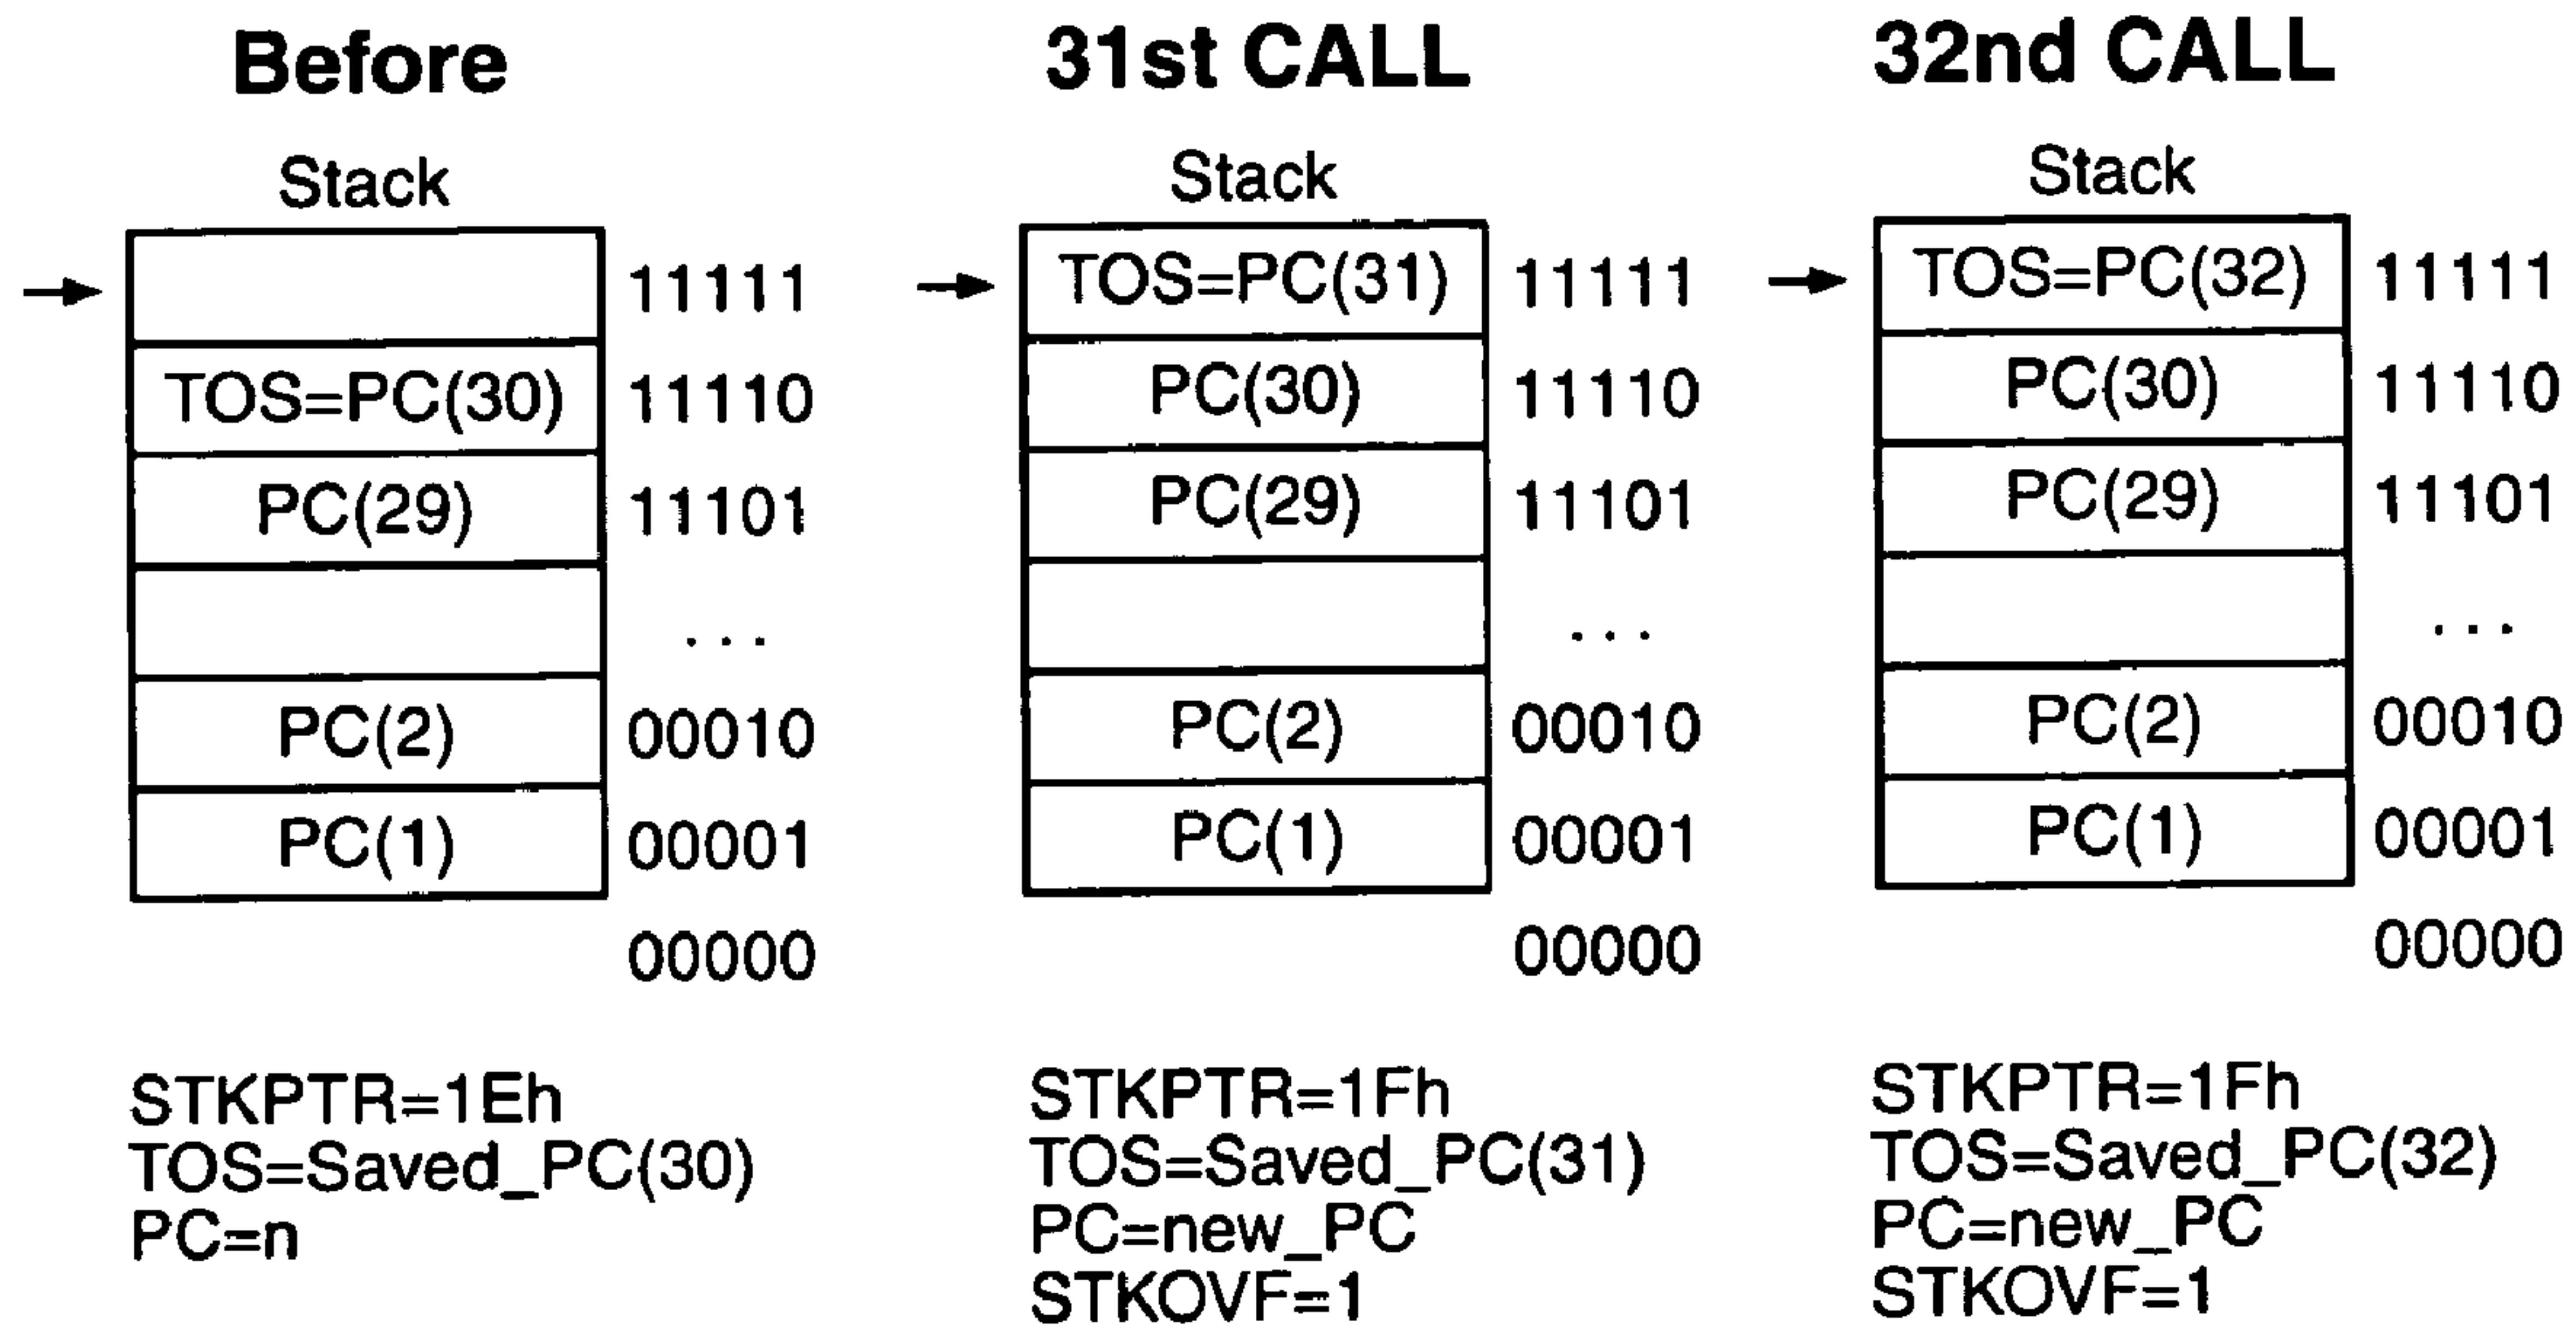 Before
Stack
11111
TOS=PC(30) 11110
PC(29) 11101
...
PC(2) 00010
PC(1) 00001
00000
STKPTR=1Eh
TOS=Saved_PC(30)
PC=n
31st CALL
Stack
TOS=PC(31) 11111
PC(30) 11110
PC(29) 11101
...
PC(2) 00010
PC(1) 00001
00000
STKPTR=1Fh
TOS=Saved_PC(31)
PC=new_PC
STKOVF=1
32nd CALL
Stack
TOS=PC(32) 11111
PC(30) 11110
PC(29) 11101
...
PC(2) 00010
PC(1) 00001
00000
STKPTR=1Fh
TOS=Saved_PC(32)
PC=new_PC
STKOVF=1